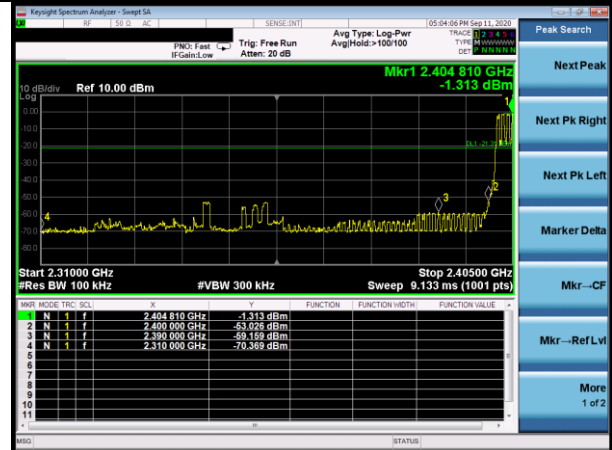 Keysight Spectrum Analyzer - Swept SA
RF 50 Ω AC SENSE:INT 05:04:06 PM Sep 11, 2020
PNO: Fast Trig: Free Run Avg Type: Log-Pwr TRACE 1 2 3 4 5 6
IFGain:Low Atten: 20 dB Avg|Hold:>100/100 TYPE M W W W W W
DET P N N N N N
Mkr1 2.404 810 GHz
-1.313 dBm
10 dB/div Ref 10.00 dBm
Log
1
0.00
-10.0
-20.0
-30.0
-40.0
-50.0
-60.0
-70.0
-80.0
2
3
4
Start 2.31000 GHz Stop 2.40500 GHz
#Res BW 100 kHz #VBW 300 kHz Sweep 9.133 ms (1001 pts)
MKR MODE TRC SCL X Y FUNCTION FUNCTION WIDTH FUNCTION VALUE
1 N 1 f 2.404 810 GHz -1.313 dBm
2 N 1 f 2.400 000 GHz -53.026 dBm
3 N 1 f 2.390 000 GHz -59.159 dBm
4 N 1 f 2.310 000 GHz -70.369 dBm
5
6
7
8
9
10
11
MSG STATUS
Peak Search
Next Peak
Next Pk Right
Next Pk Left
Marker Delta
Mkr→CF
Mkr→Ref Lvl
More
1 of 2